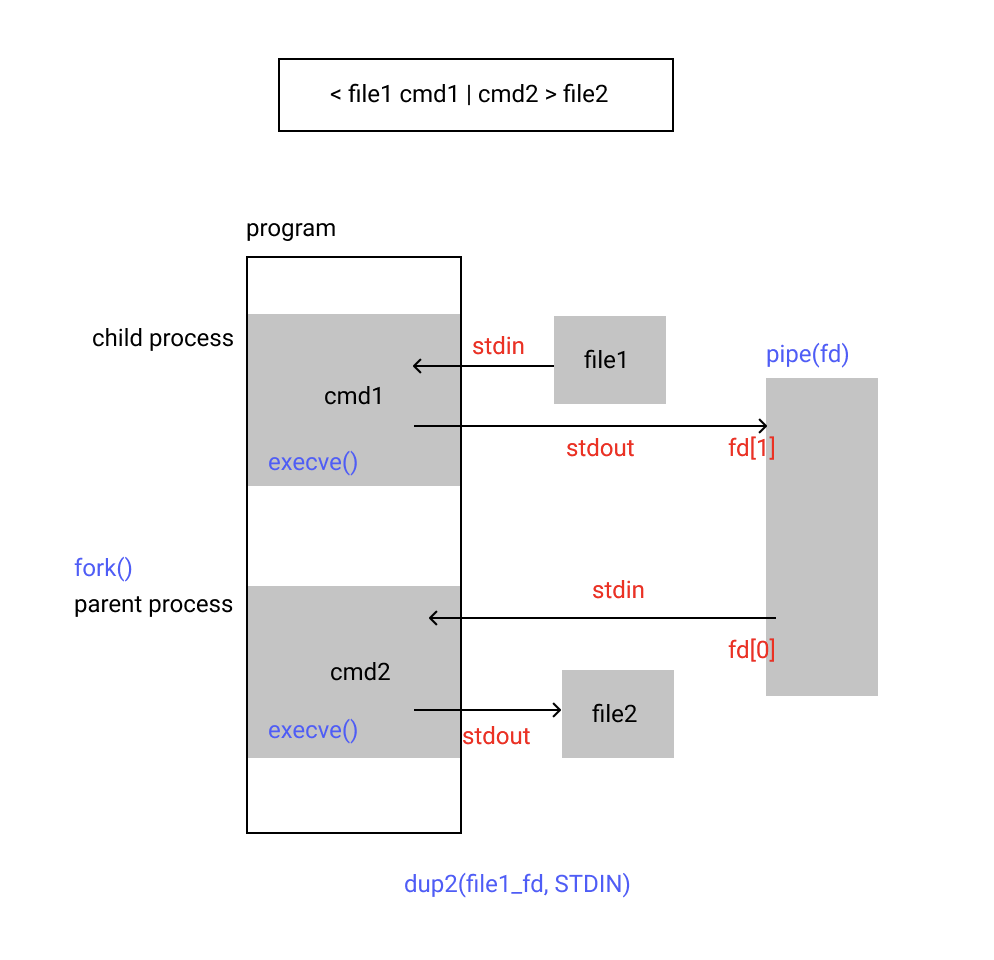 < file1 cmd1 | cmd2 > file2
program
child process
stdin
file1
pipe(fd)
cmd1
stdout
fd[1]
execve()
fork()
parent process
stdin
fd[0]
cmd2
file2
execve()
stdout
dup2(file1_fd, STDIN)